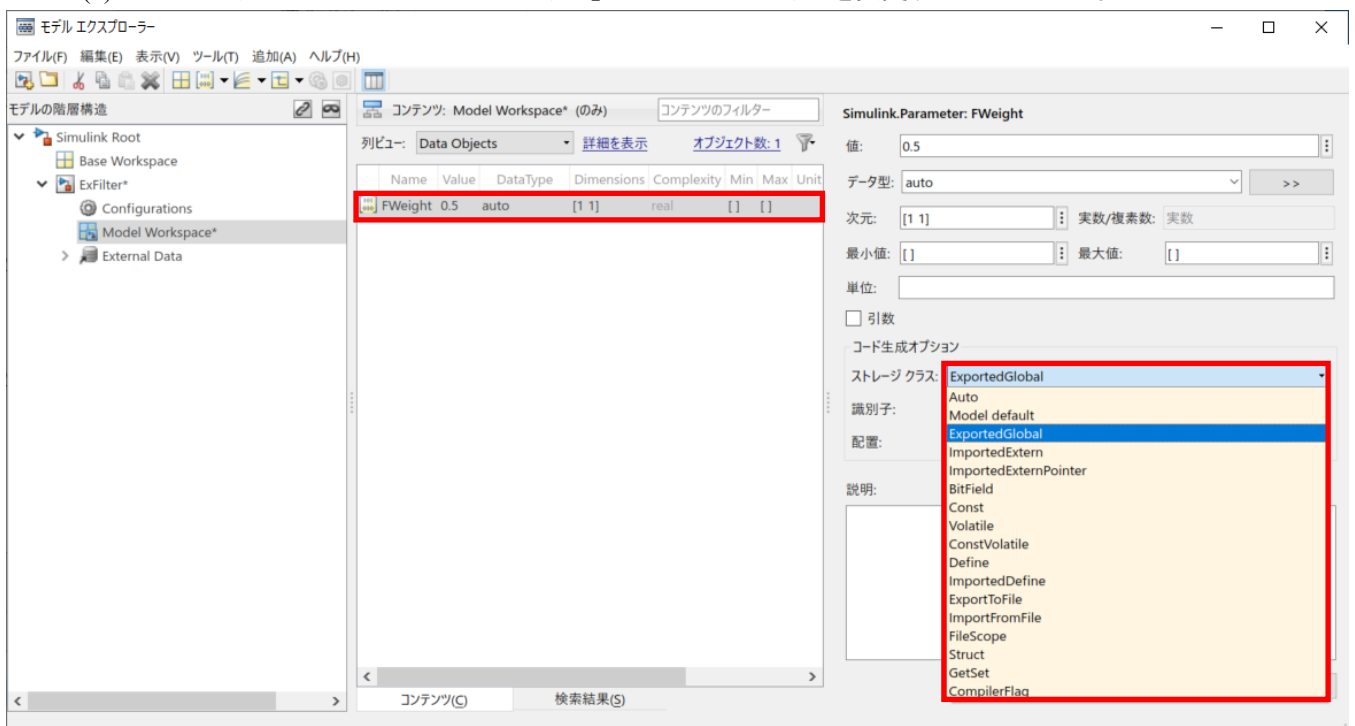 モデル エクスプローラー
ファイル(F) 編集(E) 表示(V) ツール(T) 追加(A) ヘルプ(H)
モデルの階層構造
Simulink Root
Base Workspace
ExFilter*
Configurations
Model Workspace*
External Data
コンテンツ: Model Workspace* (のみ) コンテンツのフィルター
列ビュー: Data Objects 詳細を表示 オブジェクト数: 1
Name Value DataType Dimensions Complexity Min Max Unit
FWeight 0.5 auto [1 1] real [ ] [ ]
コンテンツ(C) 検索結果(S)
Simulink.Parameter: FWeight
値: 0.5
データ型: auto >>
次元: [1 1] 実数/複素数: 実数
最小値: [ ] 最大値: [ ]
単位:
引数
コード生成オプション
ストレージ クラス: ExportedGlobal
識別子:
配置:
説明:
Auto
Model default
ExportedGlobal
ImportedExtern
ImportedExternPointer
BitField
Const
Volatile
ConstVolatile
Define
ImportedDefine
ExportToFile
ImportFromFile
FileScope
Struct
GetSet
CompilerFlag